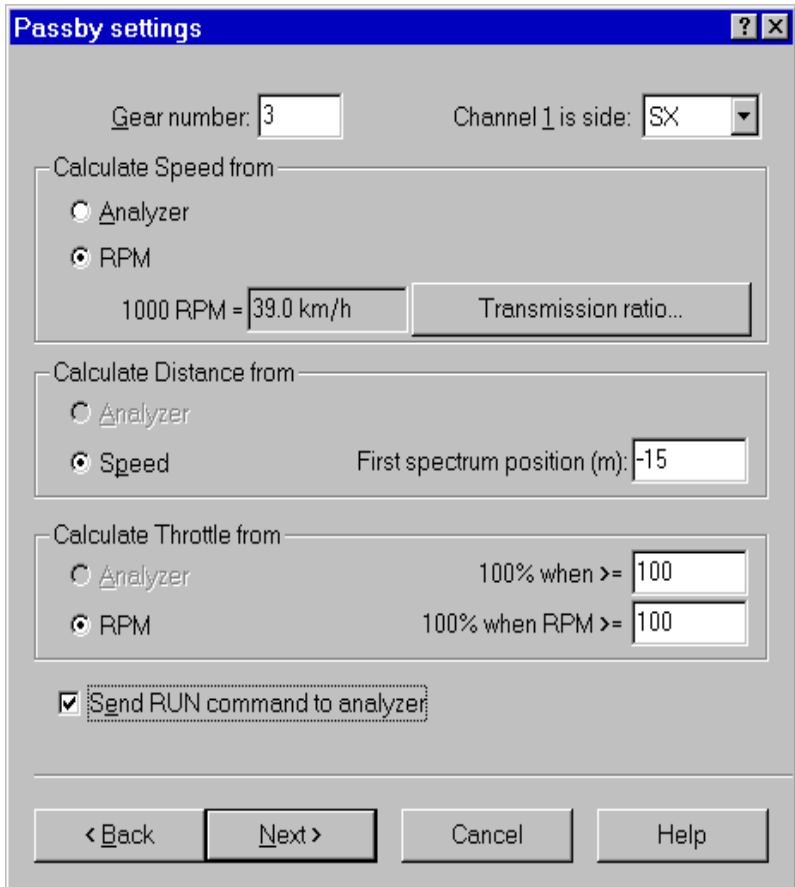 Passby settings
Gear number: 3 Channel 1 is side: SX
Calculate Speed from
Analyzer
RPM
1000 RPM = 39.0 km/h Transmission ratio...
Calculate Distance from
Analyzer
Speed First spectrum position (m): -15
Calculate Throttle from
Analyzer 100% when >= 100
RPM 100% when RPM >= 100
Send RUN command to analyzer
< Back Next > Cancel Help